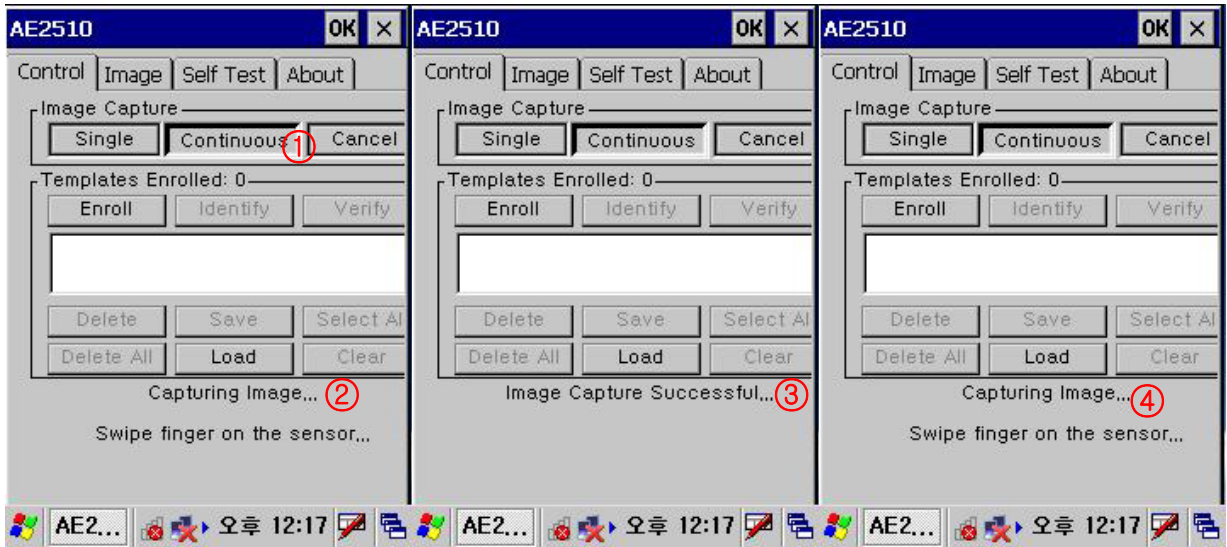 AE2510 OK ×
Control Image Self Test About
Image Capture
Single Continuous ① Cancel
Templates Enrolled: 0
Enroll Identify Verify
Delete Save Select Al
Delete All Load Clear
Capturing Image,,, ②
Swipe finger on the sensor,,,
AE2... 오후 12:17
AE2510 OK ×
Control Image Self Test About
Image Capture
Single Continuous Cancel
Templates Enrolled: 0
Enroll Identify Verify
Delete Save Select Al
Delete All Load Clear
Image Capture Successful,,, ③
AE2... 오후 12:17
AE2510 OK ×
Control Image Self Test About
Image Capture
Single Continuous Cancel
Templates Enrolled: 0
Enroll Identify Verify
Delete Save Select Al
Delete All Load Clear
Capturing Image,,, ④
Swipe finger on the sensor,,,
AE2... 오후 12:17